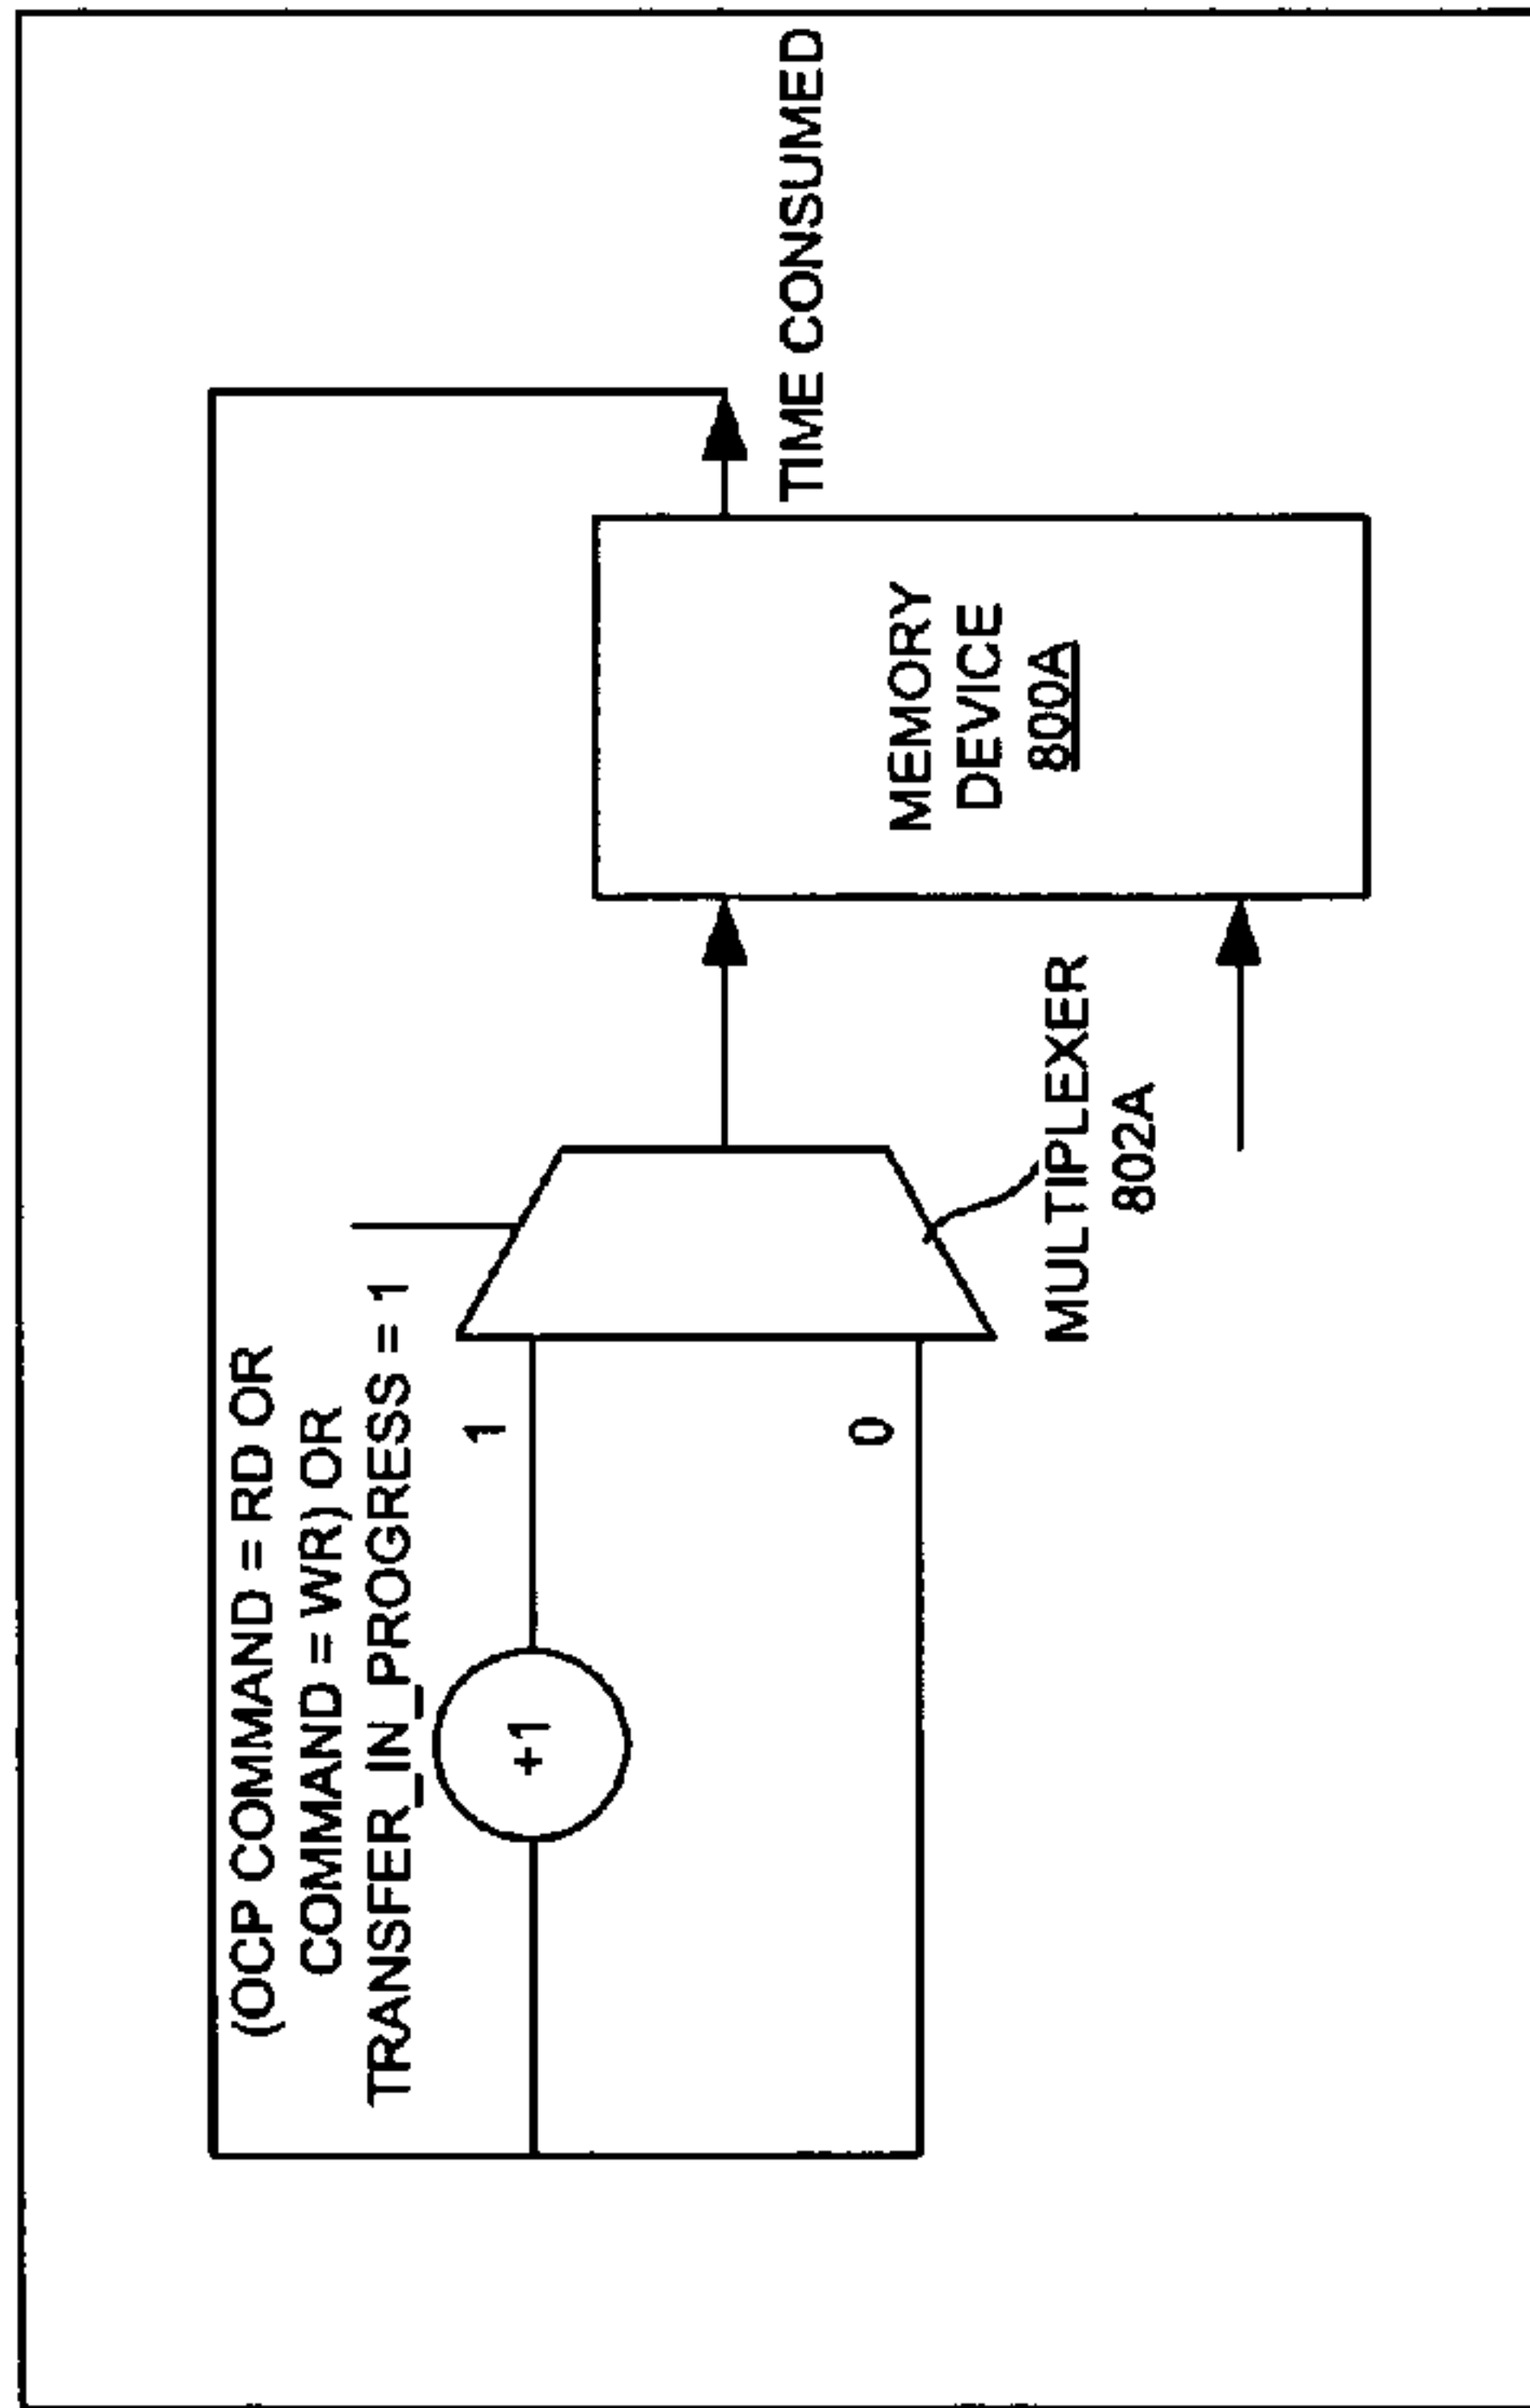 (OCP COMMAND = RD OR
COMMAND = WR) OR
TRANSFER_IN_PROGRESS = 1
1
+1
0
MULTIPLEXER
802A
MEMORY
DEVICE
800A
TIME CONSUMED